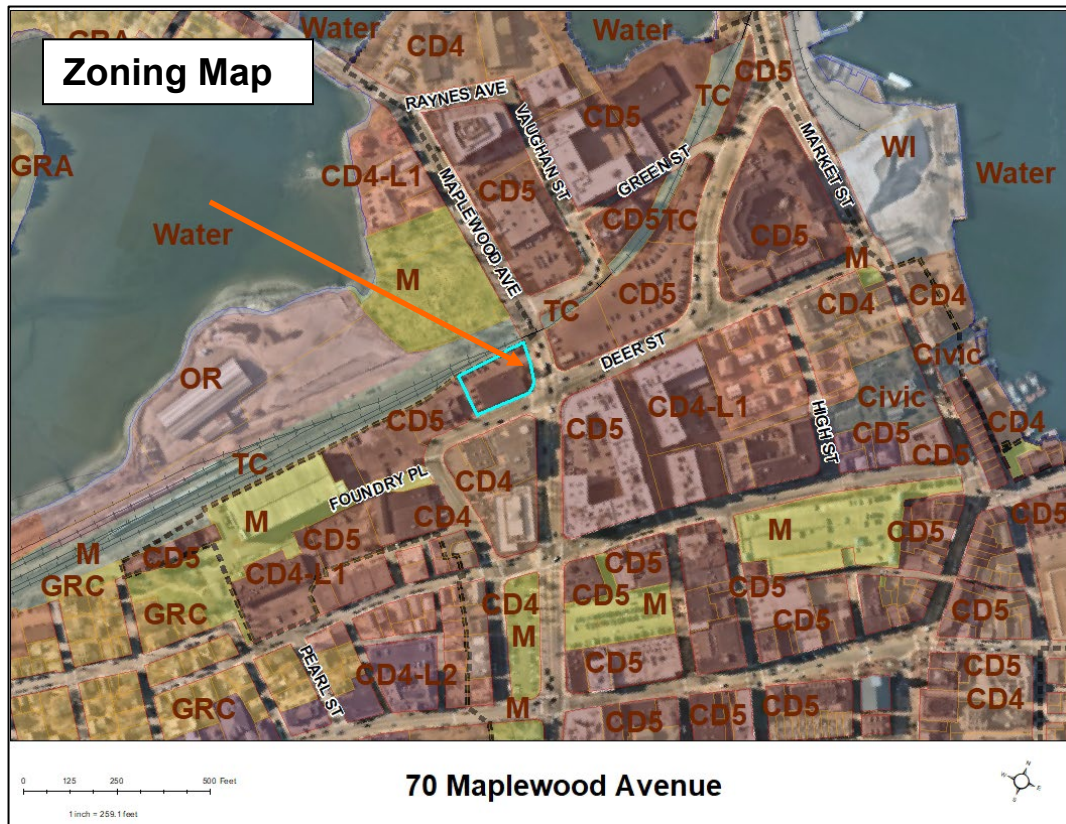 Zoning Map
GRA
Water
CD4
Water
CD5
RAYNES AVE
TC
CD5
VAUGHAN ST
MARKET ST
WI
GRA
CD4-L1
GREEN ST
Water
MAPLEWOOD AVE
CD5
CD5
TC
Water
CD5
M
M
TC
CD5
CD4
CD4
DEER ST
Civic
OR
CD4-L1
Civic
CD5
CD5
HIGH ST
CD5
CD4
CD5
TC
CD4
FOUNDRY PL
M
CD4
M
CD5
CD5
M
CD5
CD5
CD5
GRC
CD4-L1
CD5
M
CD5
CD5
CD5
GRC
CD4
M
CD5
CD5
PEARL ST
CD4-L2
CD4
GRC
M
CD5
CD5
CD5
0 125 250 500 Feet
1 inch = 259.1 feet
70 Maplewood Avenue
N
E
S
W